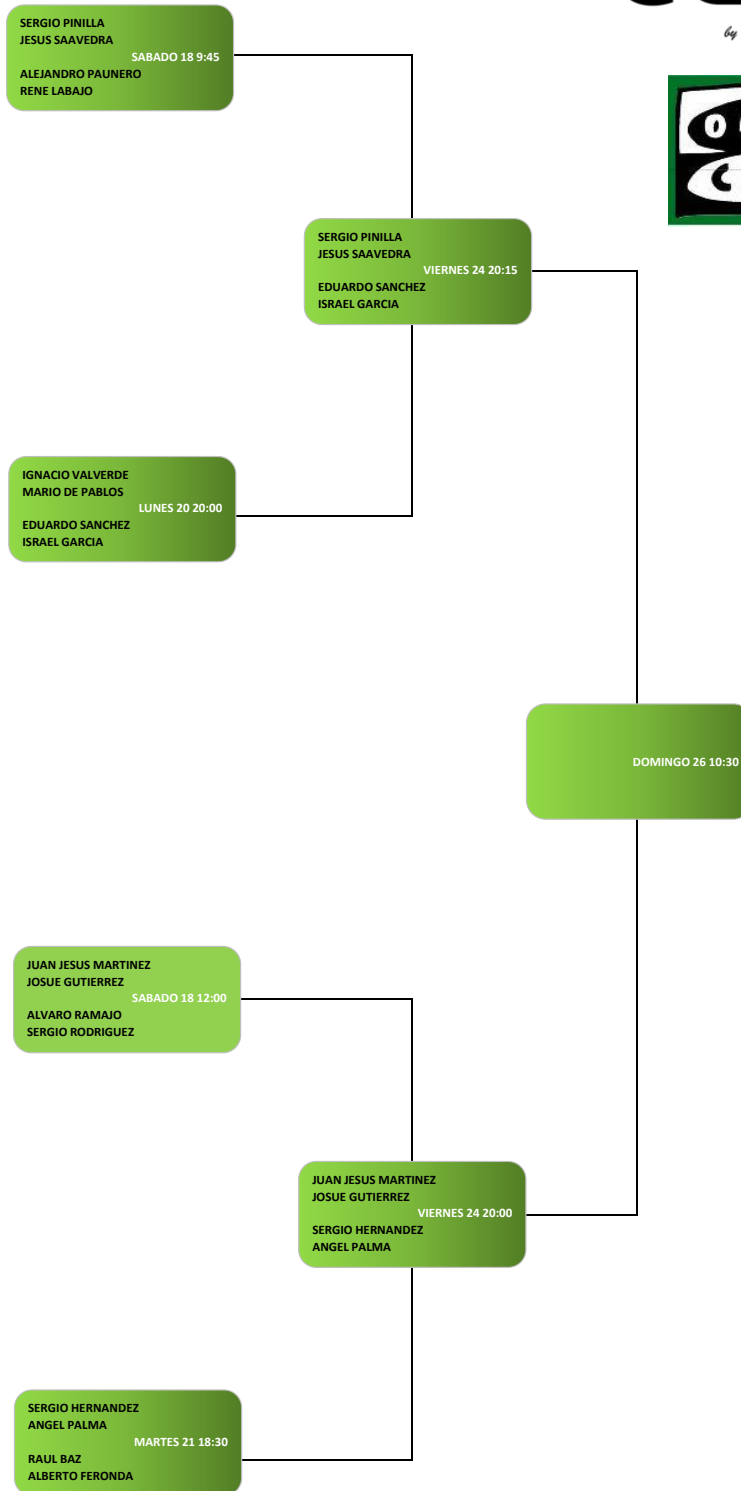 by
SERGIO PINILLA
JESUS SAAVEDRA
SABADO 18 9:45
ALEJANDRO PAUNERO
RENE LABAJO
SERGIO PINILLA
JESUS SAAVEDRA
VIERNES 24 20:15
EDUARDO SANCHEZ
ISRAEL GARCIA
IGNACIO VALVERDE
MARIO DE PABLOS
LUNES 20 20:00
EDUARDO SANCHEZ
ISRAEL GARCIA
DOMINGO 26 10:30
JUAN JESUS MARTINEZ
JOSUE GUTIERREZ
SABADO 18 12:00
ALVARO RAMAJO
SERGIO RODRIGUEZ
JUAN JESUS MARTINEZ
JOSUE GUTIERREZ
VIERNES 24 20:00
SERGIO HERNANDEZ
ANGEL PALMA
SERGIO HERNANDEZ
ANGEL PALMA
MARTES 21 18:30
RAUL BAZ
ALBERTO FERONDA